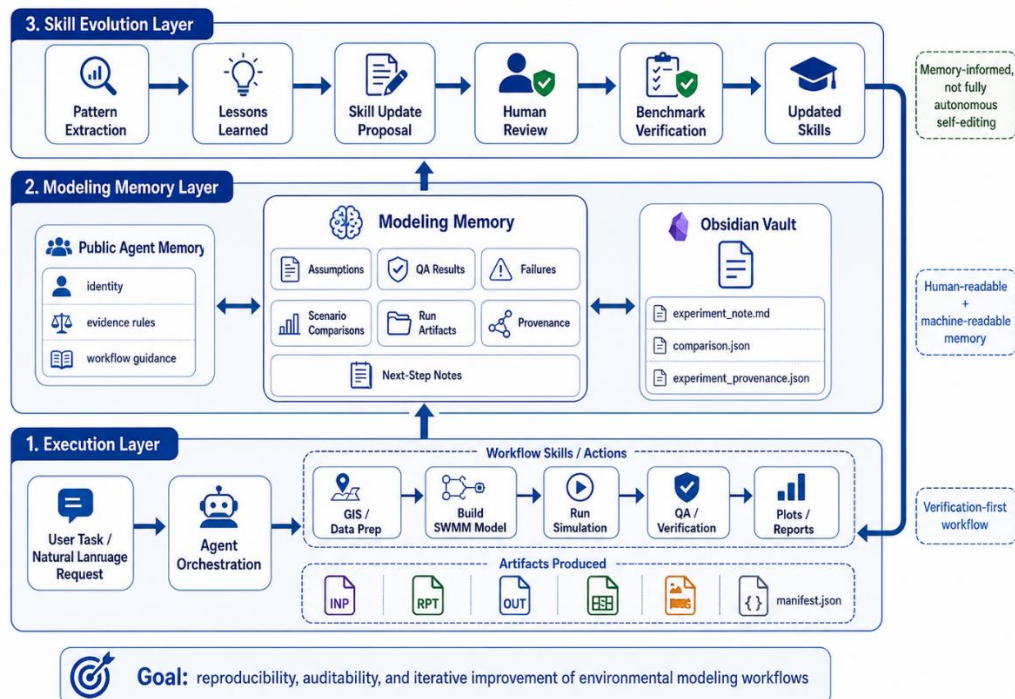 3. Skill Evolution Layer
Pattern
Extraction
Lessons
Learned
Skill Update
Proposal
Human
Review
Benchmark
Verification
Updated
Skills
Memory-informed,
not fully
autonomous
self-editing
2. Modeling Memory Layer
Public Agent Memory
identity
evidence rules
workflow guidance
Modeling Memory
Assumptions
QA Results
Failures
Scenario
Comparisons
Run
Artifacts
Provenance
Next-Step Notes
Obsidian Vault
experiment_note.md
comparison.json
experiment_provenance.json
Human-readable
+
machine-readable
memory
1. Execution Layer
User Task /
Natural Lanuage
Request
Agent
Orchestration
Workflow Skills / Actions
GIS /
Data Prep
Build
SWMM Model
Run
Simulation
QA /
Verification
Plots /
Reports
Artifacts Produced
INP
RPT
OUT
{ } manifest.json
Verification-first
workflow
Goal: reproducibility, auditability, and iterative improvement of environmental modeling workflows